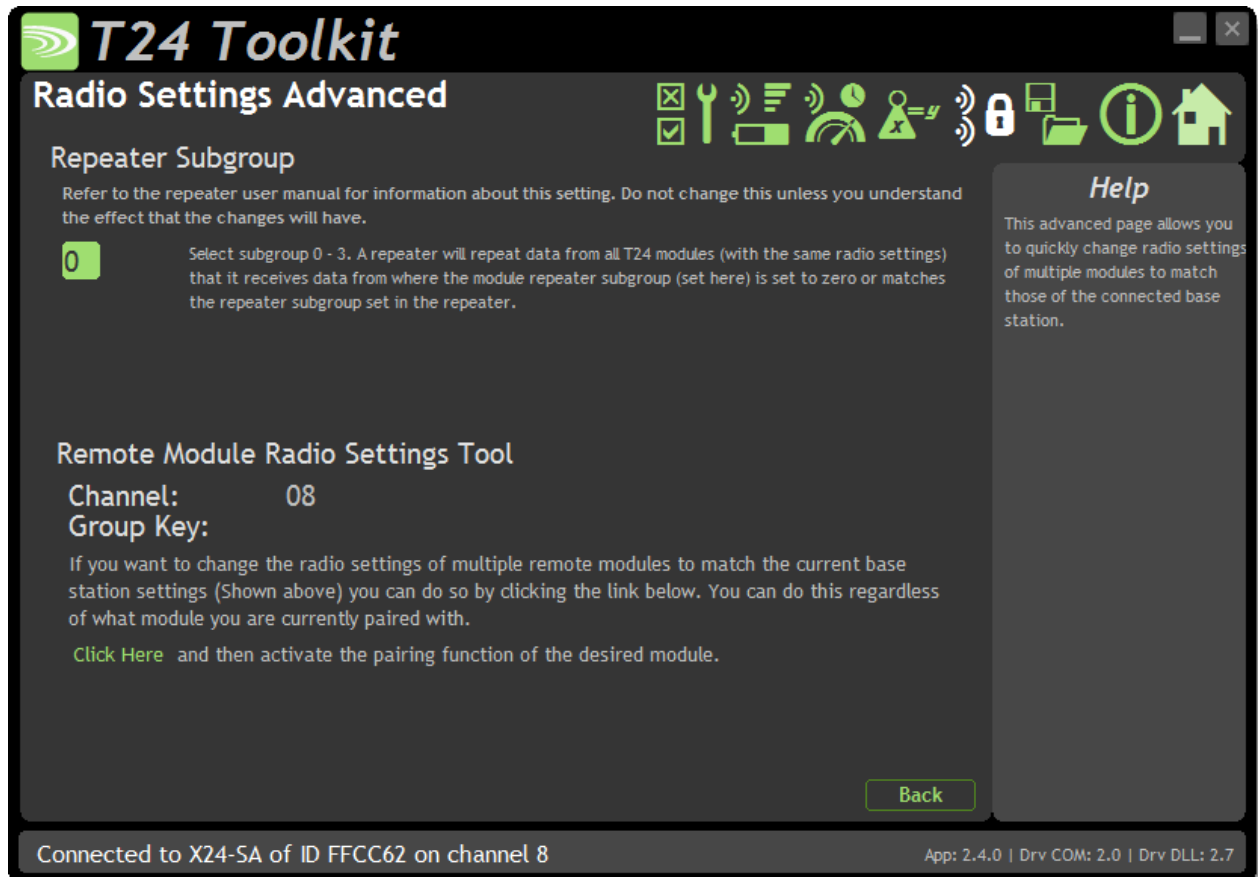 T24 Toolkit
Radio Settings Advanced
x=y
Repeater Subgroup
Refer to the repeater user manual for information about this setting. Do not change this unless you understand
the effect that the changes will have.
0
Select subgroup 0 - 3. A repeater will repeat data from all T24 modules (with the same radio settings)
that it receives data from where the module repeater subgroup (set here) is set to zero or matches
the repeater subgroup set in the repeater.
Remote Module Radio Settings Tool
Channel: 08
Group Key:
If you want to change the radio settings of multiple remote modules to match the current base
station settings (Shown above) you can do so by clicking the link below. You can do this regardless
of what module you are currently paired with.
Click Here and then activate the pairing function of the desired module.
Back
Help
This advanced page allows you
to quickly change radio settings
of multiple modules to match
those of the connected base
station.
Connected to X24-SA of ID FFCC62 on channel 8
App: 2.4.0 | Drv COM: 2.0 | Drv DLL: 2.7